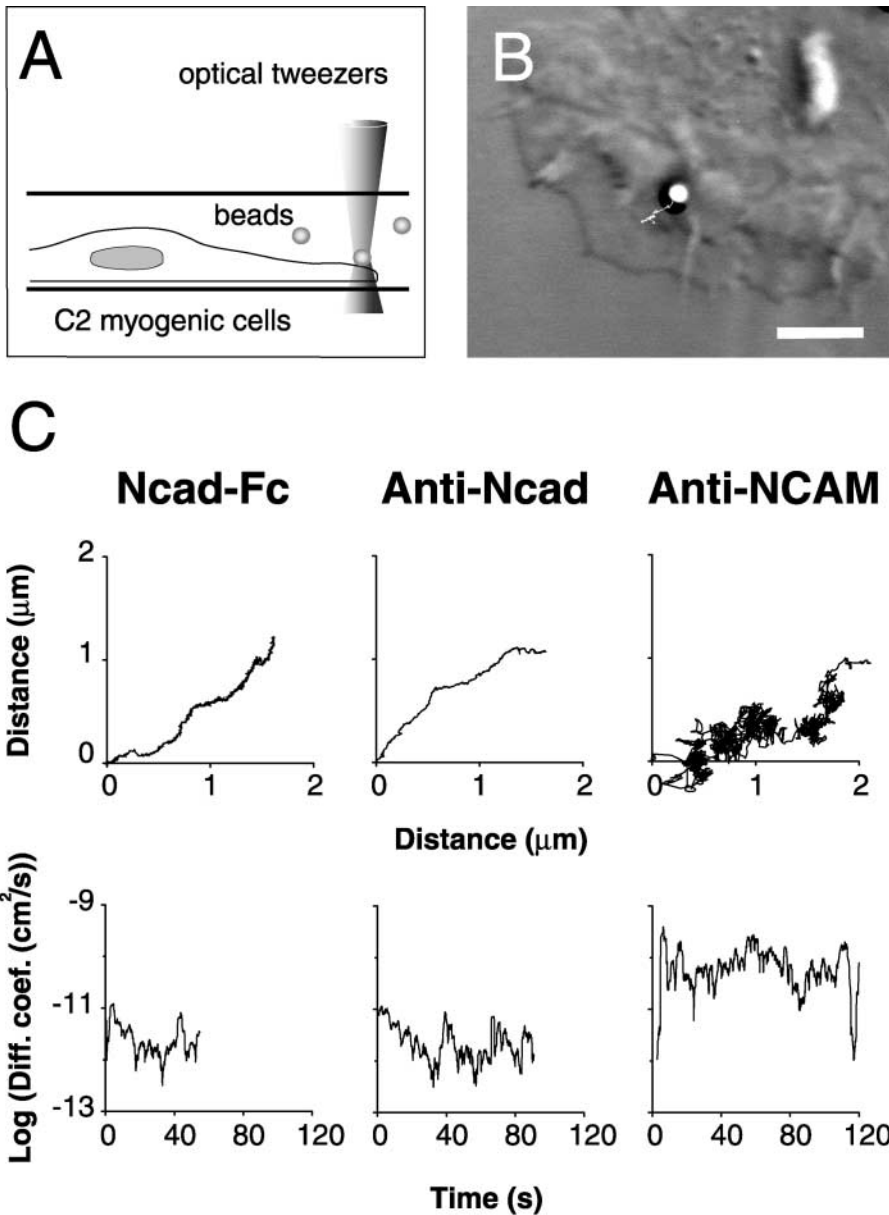 A
optical tweezers
beads
C2 myogenic cells
B
C
Ncad-Fc
Anti-Ncad
Anti-NCAM
Distance (μm)
2
1
0
0 1 2
0 1 2
0 1 2
Distance (μm)
Log (Diff. coef. (cm²/s))
-9
-11
-13
0 40 80 120
0 40 80 120
0 40 80 120
Time (s)